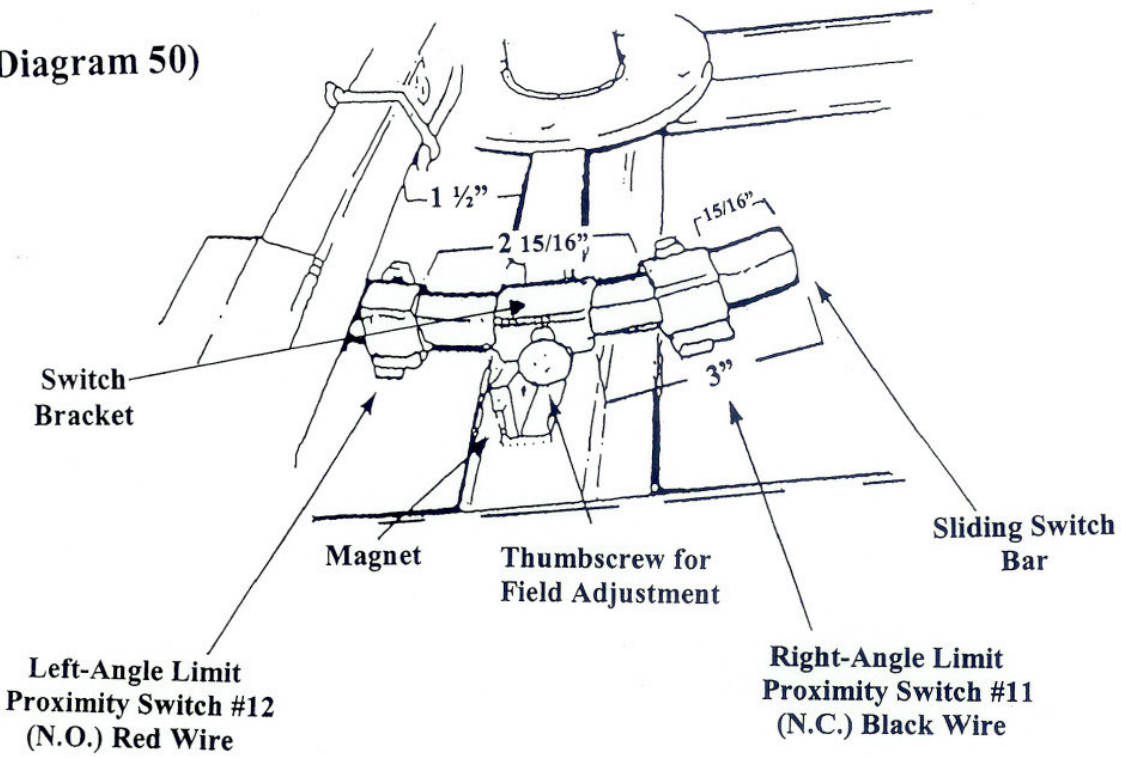 Diagram 50)
1 ½”
15/16”
2 15/16”
3”
Switch
Bracket
Magnet
Thumbscrew for
Field Adjustment
Sliding Switch
Bar
Left-Angle Limit
Proximity Switch #12
(N.O.) Red Wire
Right-Angle Limit
Proximity Switch #11
(N.C.) Black Wire